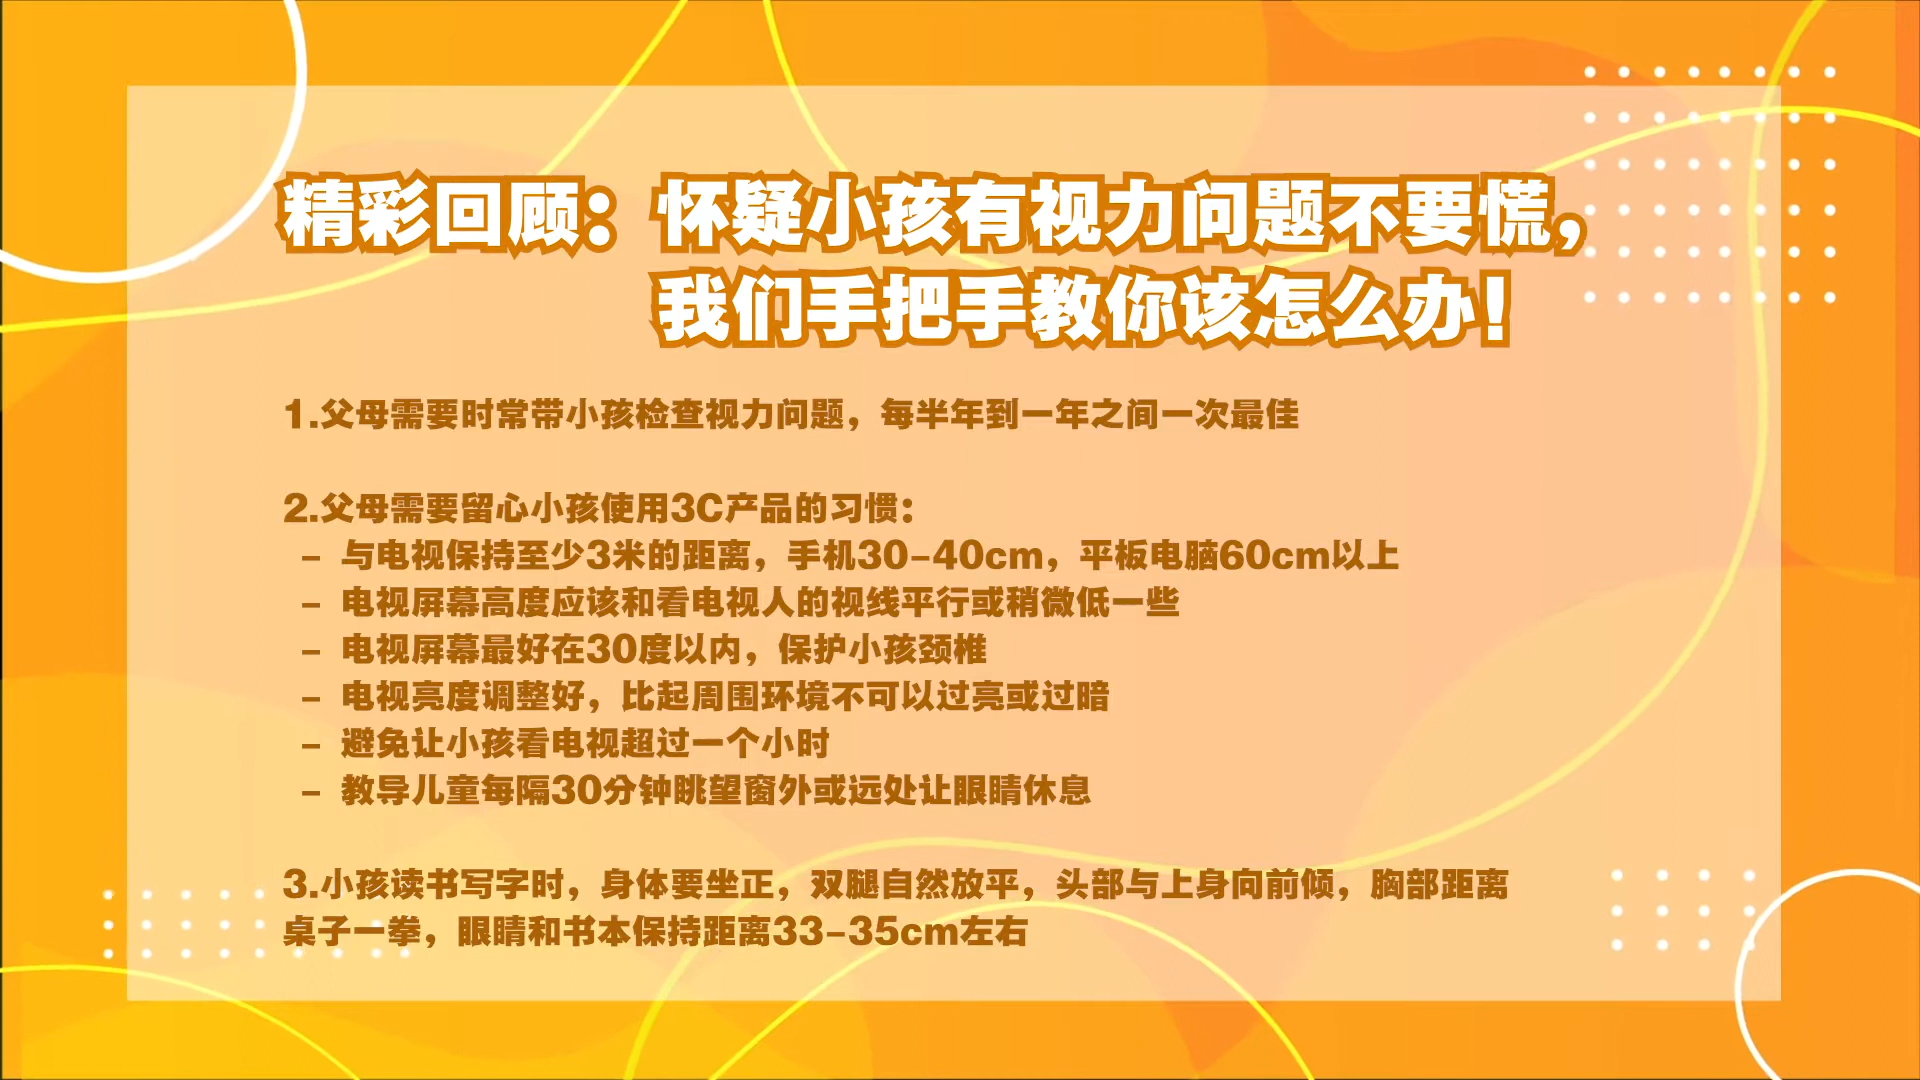 精彩回顾：怀疑小孩有视力问题不要慌，
我们手把手教你该怎么办！
1.父母需要时常带小孩检查视力问题，每半年到一年之间一次最佳
2.父母需要留心小孩使用3C产品的习惯：
- 与电视保持至少3米的距离，手机30-40cm，平板电脑60cm以上
- 电视屏幕高度应该和看电视人的视线平行或稍微低一些
- 电视屏幕最好在30度以内，保护小孩颈椎
- 电视亮度调整好，比起周围环境不可以过亮或过暗
- 避免让小孩看电视超过一个小时
- 教导儿童每隔30分钟眺望窗外或远处让眼睛休息
3.小孩读书写字时，身体要坐正，双腿自然放平，头部与上身向前倾，胸部距离
桌子一拳，眼睛和书本保持距离33-35cm左右